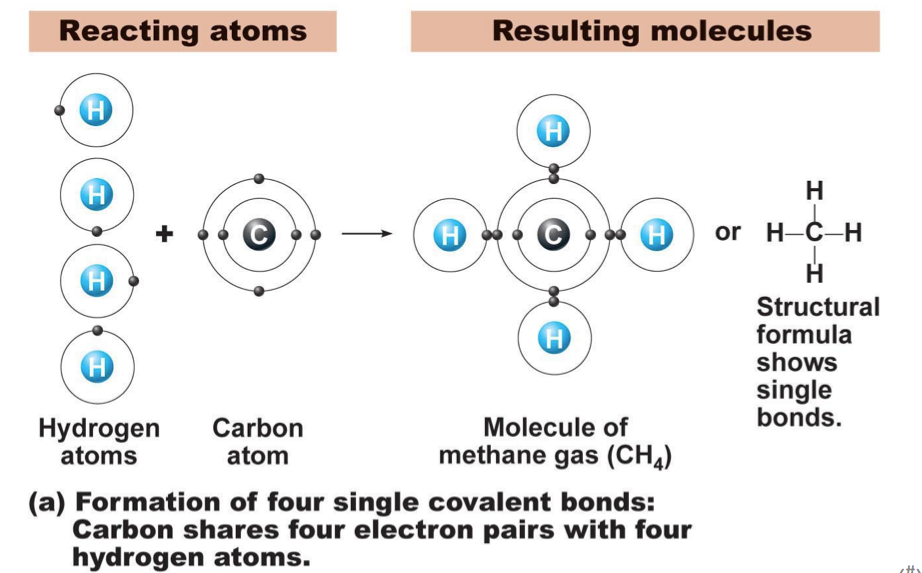 Reacting atoms
Resulting molecules
H
H
H
H
+
C
H
H
C
H
H
or
H
H–C–H
H
Structural
formula
shows
single
bonds.
Hydrogen
atoms
Carbon
atom
Molecule of
methane gas (CH₄)
(a) Formation of four single covalent bonds:
Carbon shares four electron pairs with four
hydrogen atoms.